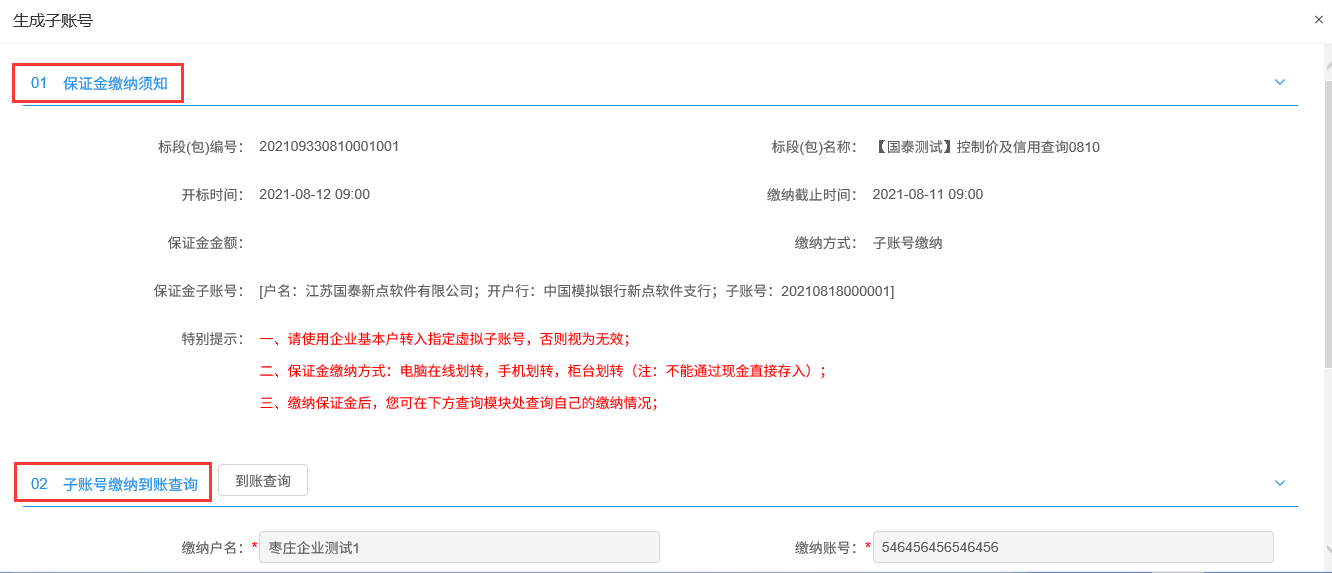 生成子账号
×
01 保证金缴纳须知
标段(包)编号： 202109330810001001 标段(包)名称： 【国泰测试】控制价及信用查询0810
开标时间： 2021-08-12 09:00 缴纳截止时间： 2021-08-11 09:00
保证金金额： 缴纳方式： 子账号缴纳
保证金子账号： [户名：江苏国泰新点软件有限公司；开户行：中国模拟银行新点软件支行；子账号：20210818000001]
特别提示： 一、请使用企业基本户转入指定虚拟子账号，否则视为无效；
二、保证金缴纳方式：电脑在线划转，手机划转，柜台划转（注：不能通过现金直接存入）；
三、缴纳保证金后，您可在下方查询模块处查询自己的缴纳情况；
02 子账号缴纳到账查询 到账查询
缴纳户名：* 枣庄企业测试1 缴纳账号：* 546456456546456